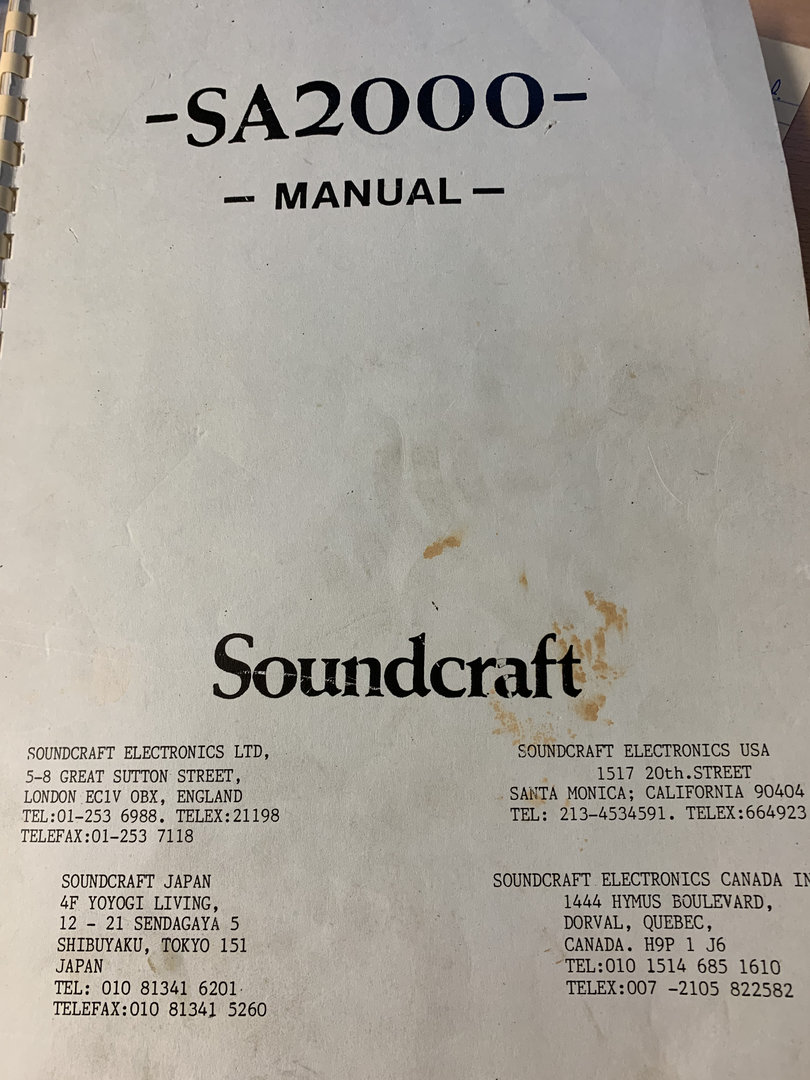 -SA2000-
- MANUAL -
Soundcraft
SOUNDCRAFT ELECTRONICS LTD,
5-8 GREAT SUTTON STREET,
LONDON EC1V OBX, ENGLAND
TEL:01-253 6988. TELEX:21198
TELEFAX:01-253 7118
SOUNDCRAFT ELECTRONICS USA
1517 20th.STREET
SANTA MONICA; CALIFORNIA 90404
TEL: 213-4534591. TELEX:664923
SOUNDCRAFT JAPAN
4F YOYOGI LIVING,
12 - 21 SENDAGAYA 5
SHIBUYAKU, TOKYO 151
JAPAN
TEL: 010 81341 6201
TELEFAX:010 81341 5260
SOUNDCRAFT ELECTRONICS CANADA IN
1444 HYMUS BOULEVARD,
DORVAL, QUEBEC,
CANADA. H9P 1 J6
TEL:010 1514 685 1610
TELEX:007 -2105 822582